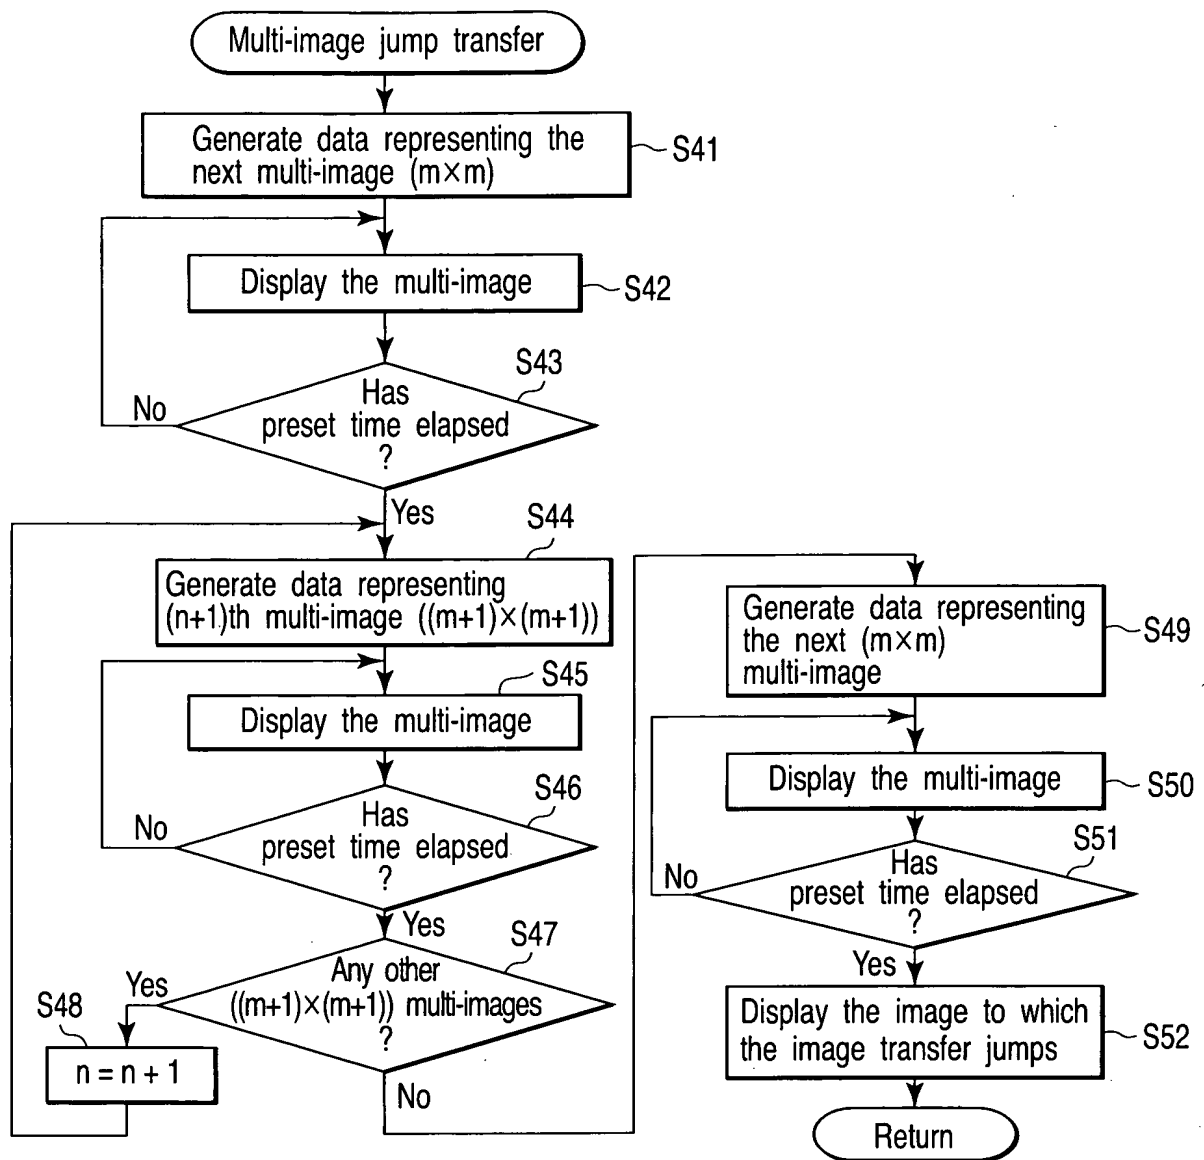 Multi-image jump transfer
Generate data representing the
next multi-image (m×m)
S41
Display the multi-image
S42
S43
Has
preset time elapsed
?
No
Yes
S44
Generate data representing
(n+1)th multi-image ((m+1)×(m+1))
S45
Display the multi-image
S46
Has
preset time elapsed
?
No
Yes
S47
Any other
((m+1)×(m+1)) multi-images
?
Yes
S48
n = n + 1
No
Generate data representing
the next (m×m)
multi-image
S49
Display the multi-image
S50
S51
Has
preset time elapsed
?
No
Yes
Display the image to which
the image transfer jumps
S52
Return